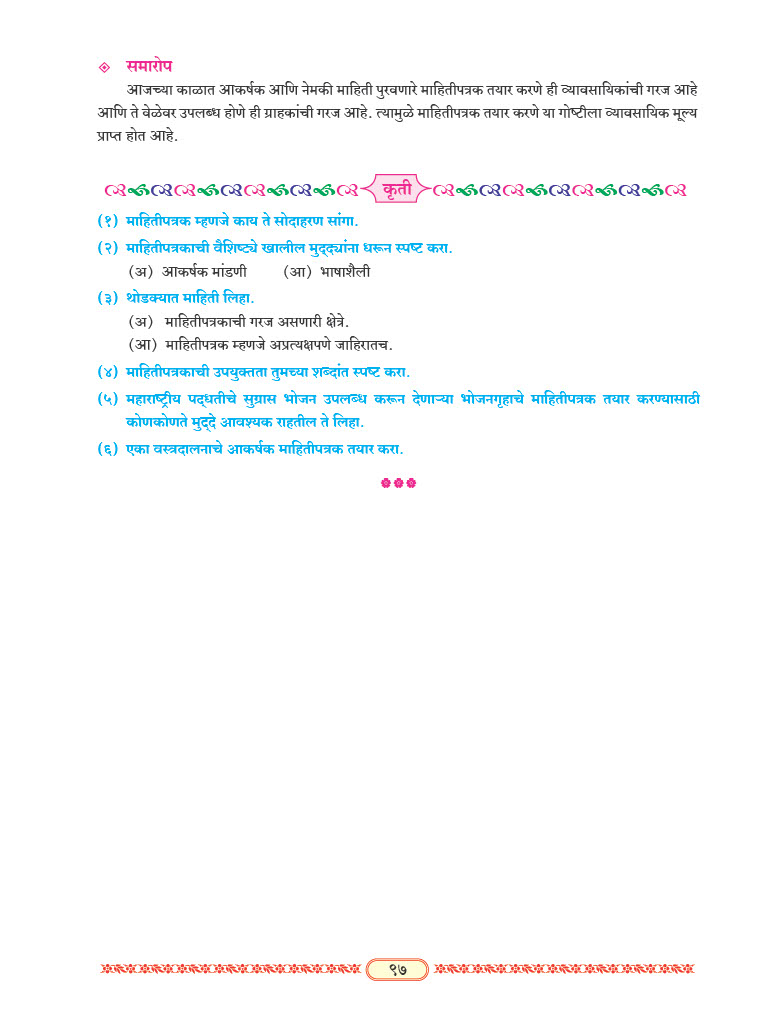 समारोप
आजच्या काळात आकर्षक आणि नेमकी माहिती पुरवणारे माहितीपत्रक तयार करणे ही व्यावसायिकांची गरज आहे
आणि ते वेळेवर उपलब्ध होणे ही ग्राहकांची गरज आहे. त्यामुळे माहितीपत्रक तयार करणे या गोष्टीला व्यावसायिक मूल्य
प्राप्त होत आहे.
कृती
(१) माहितीपत्रक म्हणजे काय ते सोदाहरण सांगा.
(२) माहितीपत्रकाची वैशिष्ट्ये खालील मुद्द्यांना धरून स्पष्ट करा.
(अ) आकर्षक मांडणी (आ) भाषाशैली
(३) थोडक्यात माहिती लिहा.
(अ) माहितीपत्रकाची गरज असणारी क्षेत्रे.
(आ) माहितीपत्रक म्हणजे अप्रत्यक्षपणे जाहिरातच.
(४) माहितीपत्रकाची उपयुक्तता तुमच्या शब्दांत स्पष्ट करा.
(५) महाराष्ट्रीय पद्धतीचे सुग्रास भोजन उपलब्ध करून देणाऱ्या भोजनगृहाचे माहितीपत्रक तयार करण्यासाठी
कोणकोणते मुद्दे आवश्यक राहतील ते लिहा.
(६) एका वस्त्रदालनाचे आकर्षक माहितीपत्रक तयार करा.
९७